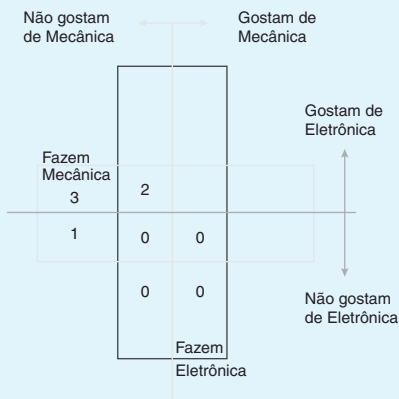 Não gostam
de Mecânica
Gostam de
Mecânica
Gostam de
Eletrônica
Fazem
Mecânica
3
2
1
0
0
0
0
Não gostam
de Eletrônica
Fazem
Eletrônica